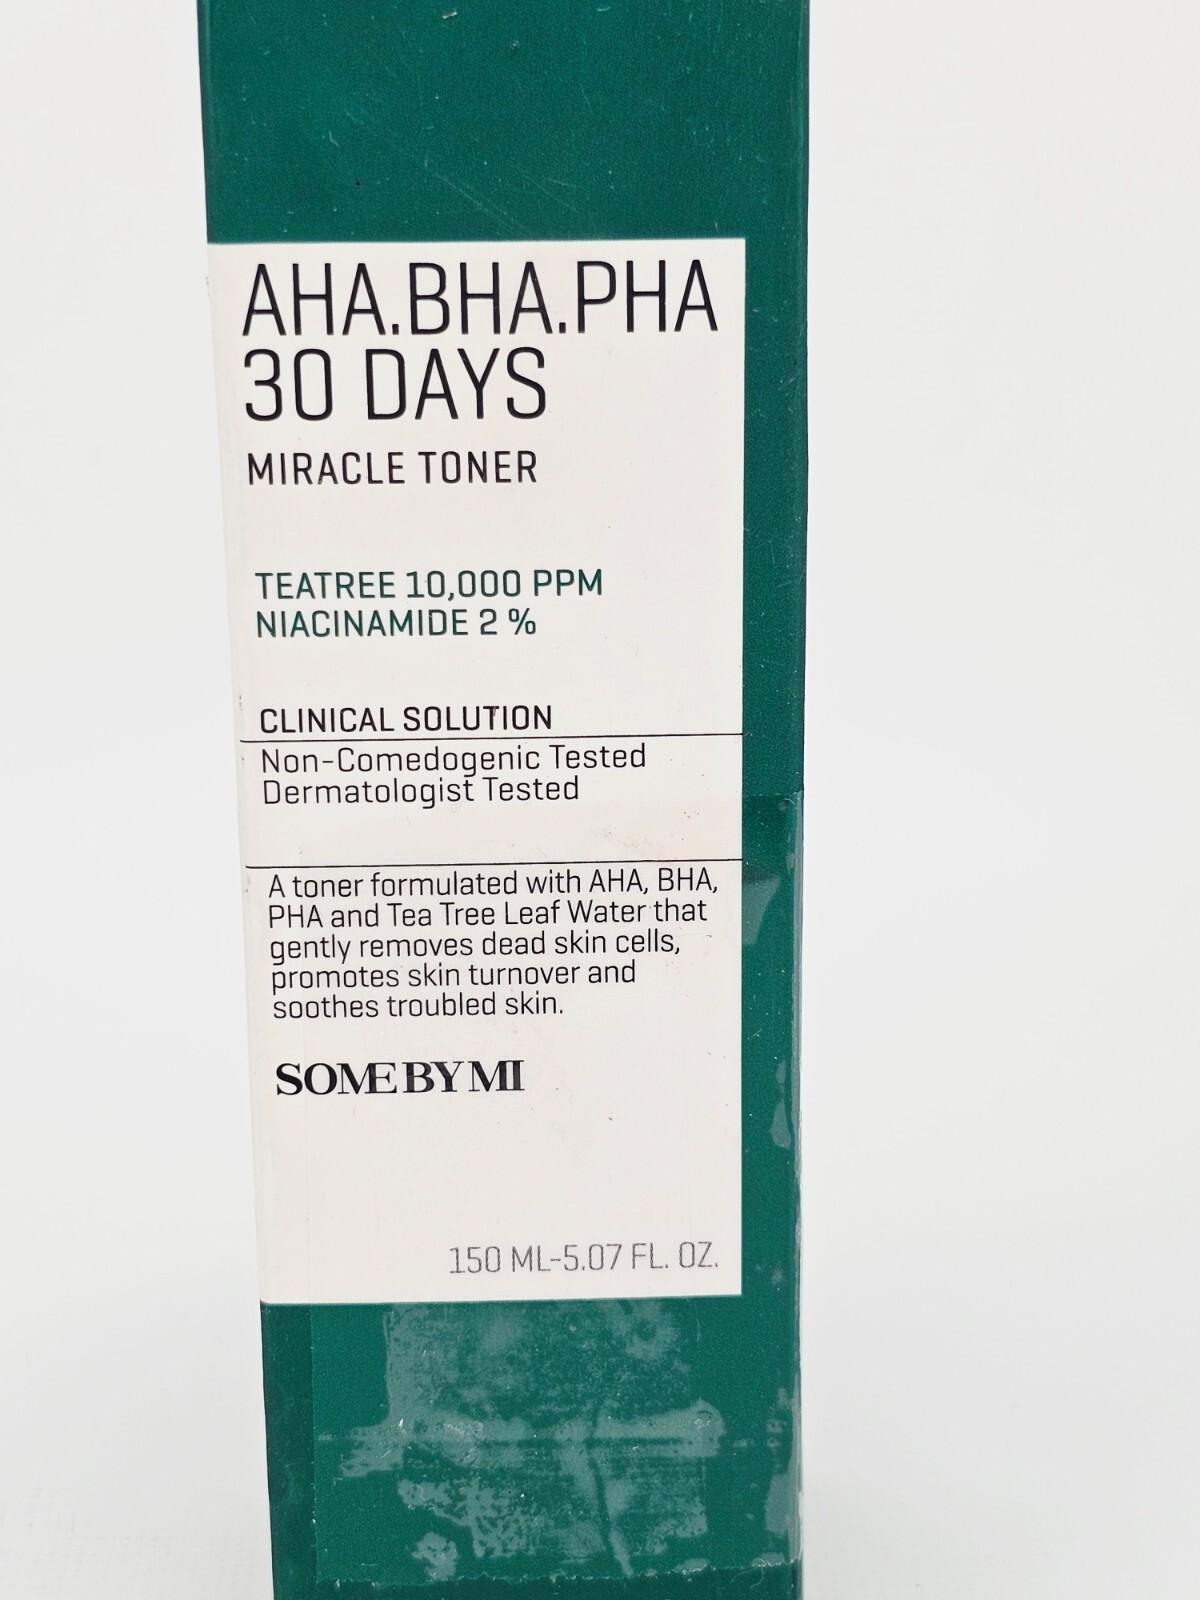 AHA.BHA.PHA
30 DAYS
MIRACLE TONER
TEATREE 10,000 PPM
NIACINAMIDE 2 %
CLINICAL SOLUTION
Non-Comedogenic Tested
Dermatologist Tested
A toner formulated with AHA, BHA,
PHA and Tea Tree Leaf Water that
gently removes dead skin cells,
promotes skin turnover and
soothes troubled skin.
SOME BY MI
150 ML-5.07 FL. OZ.